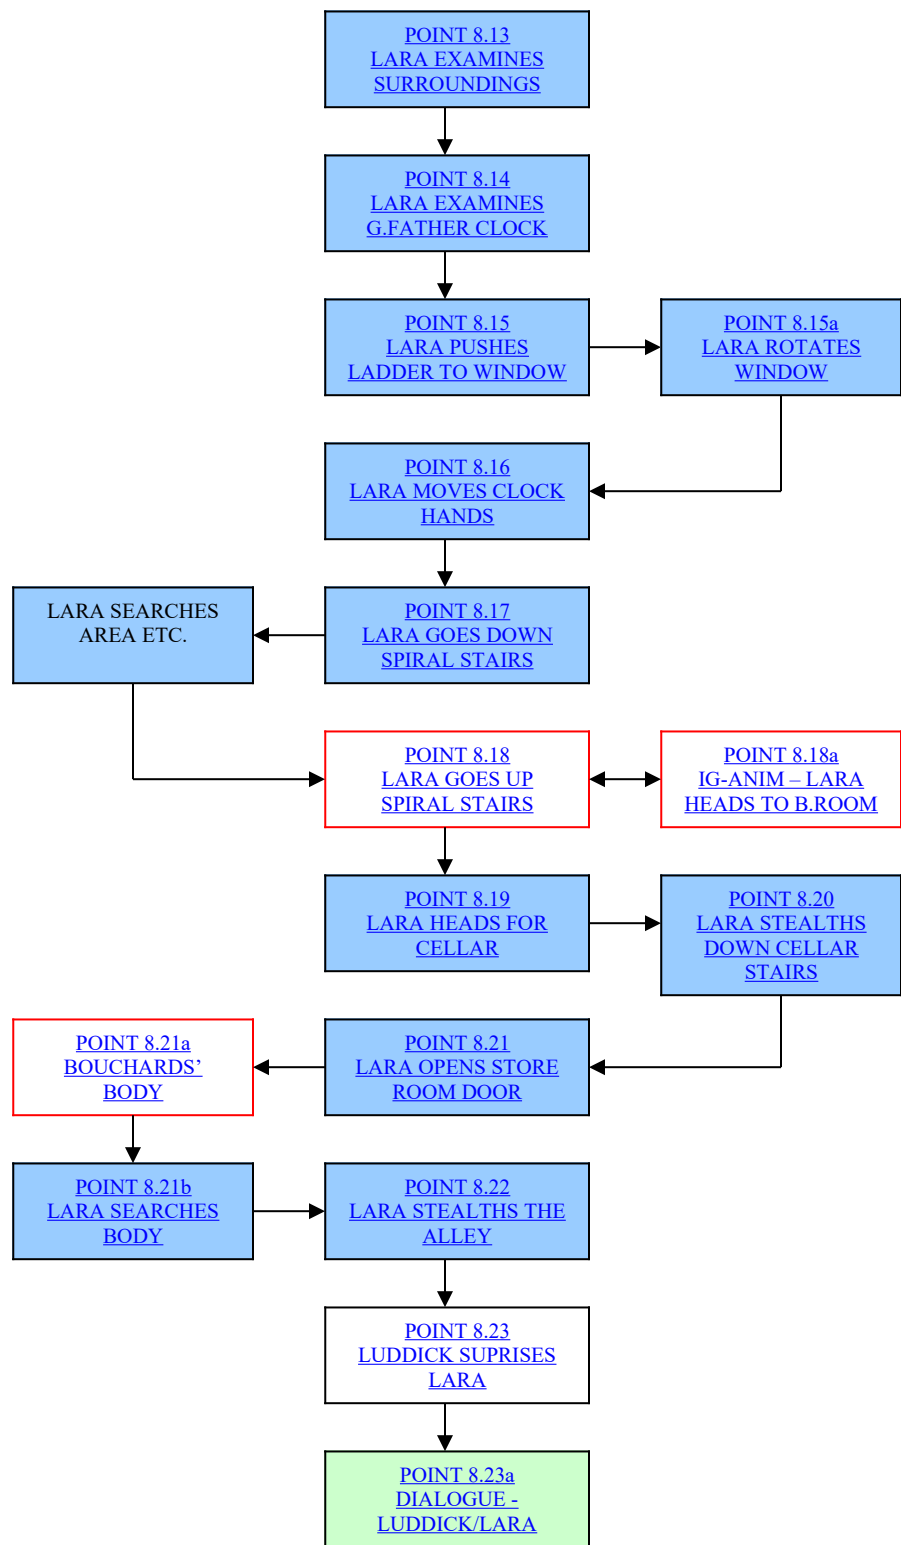 POINT 8.13
LARA EXAMINES
SURROUNDINGS
POINT 8.14
LARA EXAMINES
G.FATHER CLOCK
POINT 8.15
LARA PUSHES
LADDER TO WINDOW
POINT 8.15a
LARA ROTATES
WINDOW
POINT 8.16
LARA MOVES CLOCK
HANDS
POINT 8.17
LARA GOES DOWN
SPIRAL STAIRS
LARA SEARCHES
AREA ETC.
POINT 8.18
LARA GOES UP
SPIRAL STAIRS
POINT 8.18a
IG-ANIM – LARA
HEADS TO B.ROOM
POINT 8.19
LARA HEADS FOR
CELLAR
POINT 8.20
LARA STEALTHS
DOWN CELLAR
STAIRS
POINT 8.21
LARA OPENS STORE
ROOM DOOR
POINT 8.21a
BOUCHARDS’
BODY
POINT 8.21b
LARA SEARCHES
BODY
POINT 8.22
LARA STEALTHS THE
ALLEY
POINT 8.23
LUDDICK SUPRISES
LARA
POINT 8.23a
DIALOGUE -
LUDDICK/LARA